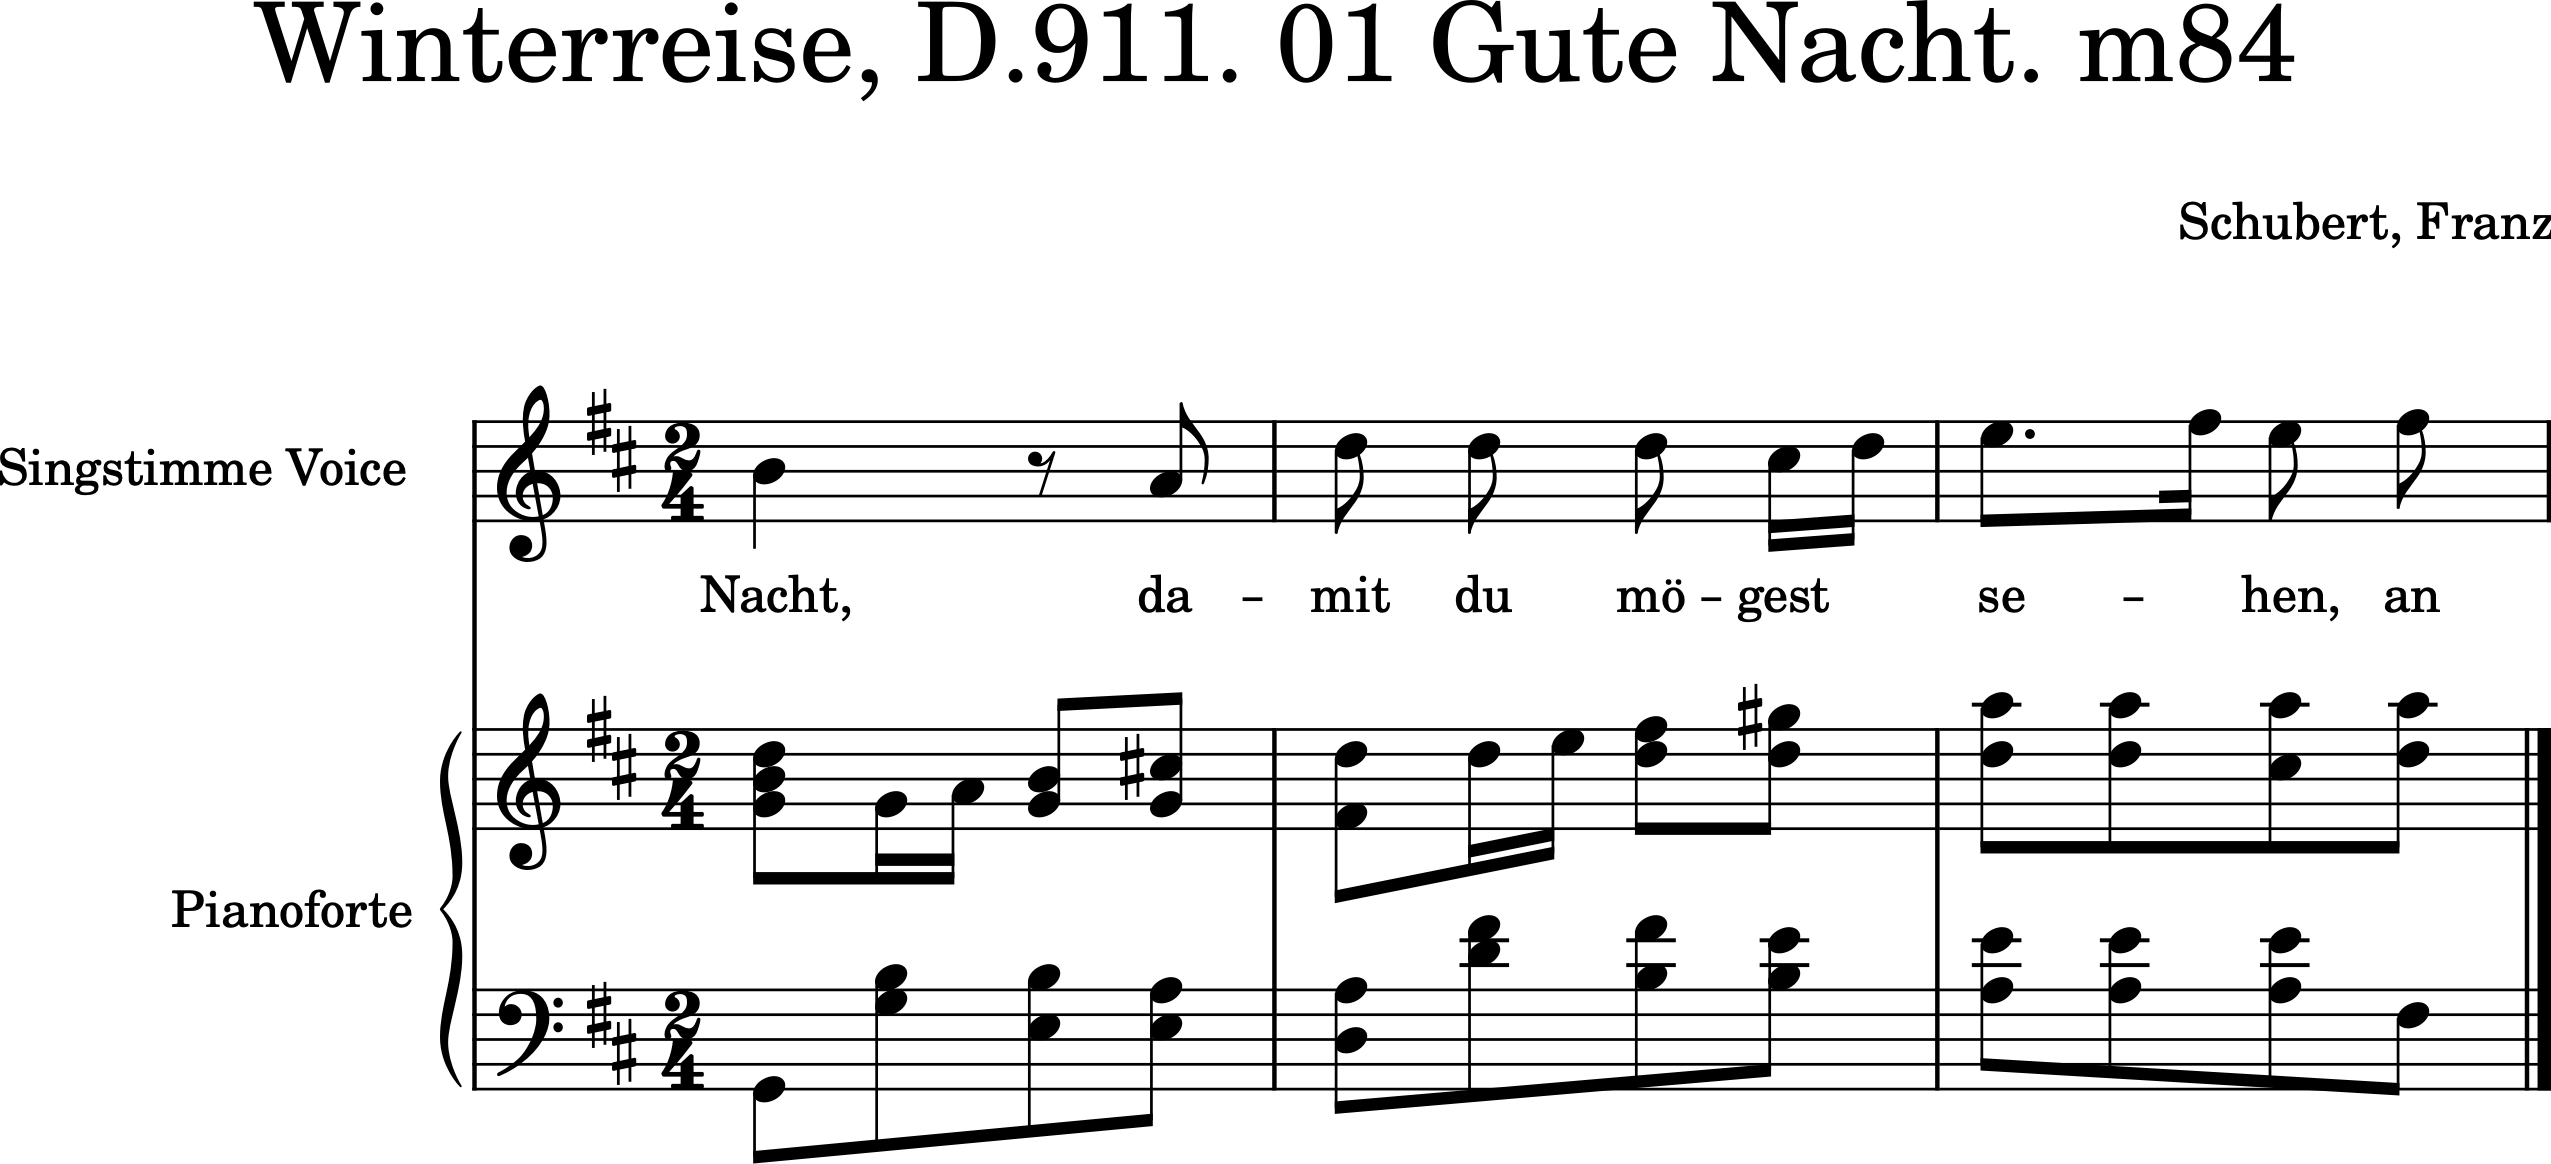 Winterreise, D.911. 01 Gute Nacht. m84
Schubert, Franz
Singstimme Voice
Nacht, da – mit du mö – gest se – hen, an
Pianoforte